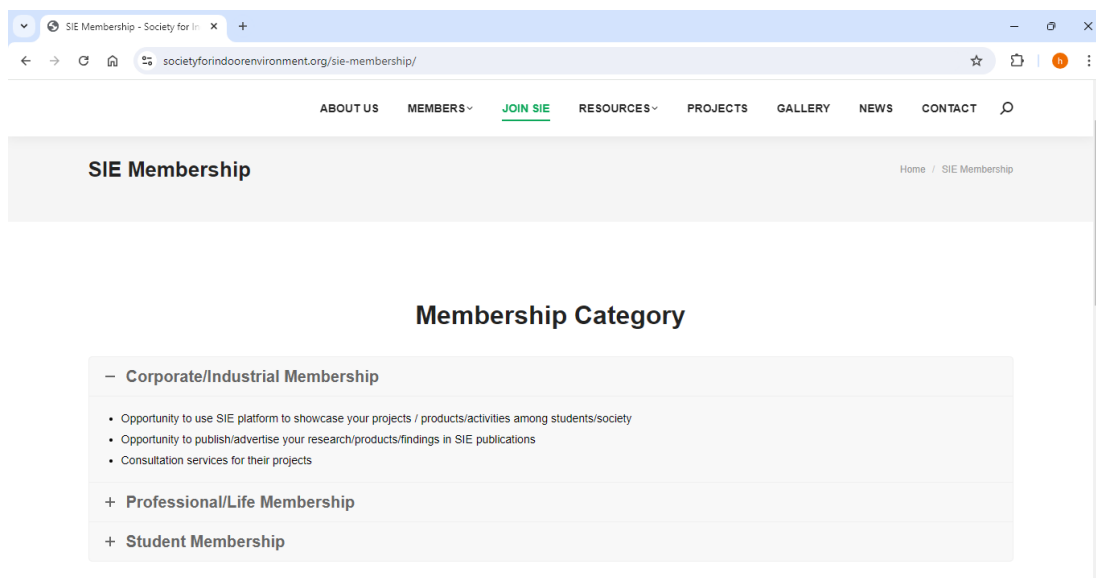 SIE Membership - Society for In
societyforindoorenvironment.org/sie-membership/
h
ABOUT US MEMBERS JOIN SIE RESOURCES PROJECTS GALLERY NEWS CONTACT
SIE Membership
Home / SIE Membership
Membership Category
− Corporate/Industrial Membership
• Opportunity to use SIE platform to showcase your projects / products/activities among students/society
• Opportunity to publish/advertise your research/products/findings in SIE publications
• Consultation services for their projects
+ Professional/Life Membership
+ Student Membership